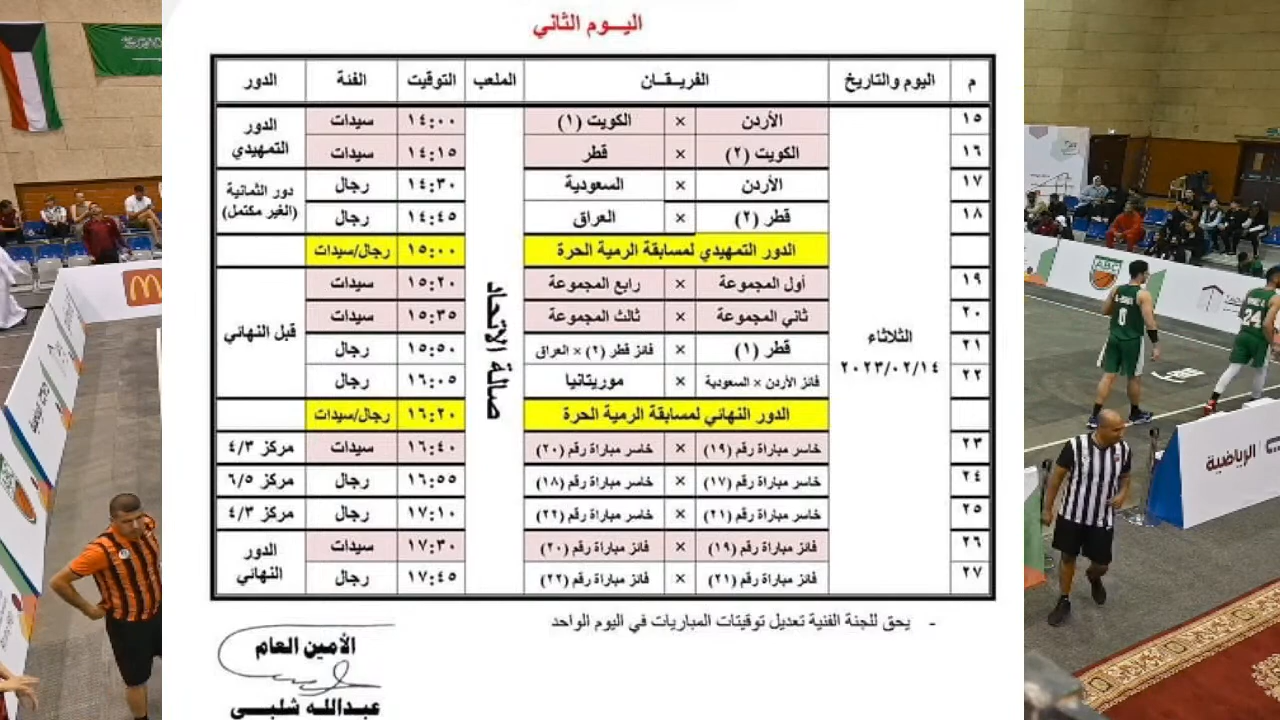 اليـــوم الثاني
م اليوم والتاريخ الفريـــقـــان الملعب التوقيت الفئة الدور
١٥ الأردن × الكويت (١) ١٤:٠٠ سيدات الدور التمهيدي
١٦ الكويت (٢) × قطر ١٤:١٥ سيدات
١٧ الأردن × السعودية ١٤:٣٠ رجال دور الثمانية (الغير مكتمل)
١٨ قطر (٢) × العراق ١٤:٤٥ رجال
الدور التمهيدي لمسابقة الرمية الحرة ١٥:٠٠ رجال/سيدات
١٩ أول المجموعة × رابع المجموعة ١٥:٢٠ سيدات قبل النهائي
٢٠ ثاني المجموعة × ثالث المجموعة ١٥:٣٥ سيدات
٢١ قطر (١) × فائز قطر (٢) × العراق ١٥:٥٠ رجال
٢٢ فائز الأردن × السعودية × موريتانيا ١٦:٠٥ رجال
الثلاثاء
٢٠٢٣/٠٢/١٤
صالة الاتحاد
الدور النهائي لمسابقة الرمية الحرة ١٦:٢٠ رجال/سيدات
٢٣ خاسر مباراة رقم (١٩) × خاسر مباراة رقم (٢٠) ١٦:٤٠ سيدات مركز ٤/٣
٢٤ خاسر مباراة رقم (١٧) × خاسر مباراة رقم (١٨) ١٦:٥٥ رجال مركز ٦/٥
٢٥ خاسر مباراة رقم (٢١) × خاسر مباراة رقم (٢٢) ١٧:١٠ رجال مركز ٤/٣
٢٦ فائز مباراة رقم (١٩) × فائز مباراة رقم (٢٠) ١٧:٣٠ سيدات الدور النهائي
٢٧ فائز مباراة رقم (٢١) × فائز مباراة رقم (٢٢) ١٧:٤٥ رجال
- يحق للجنة الفنية تعديل توقيتات المباريات في اليوم الواحد
الأمين العام
عبدالله شلبي
ABC
0
24
الرياضية